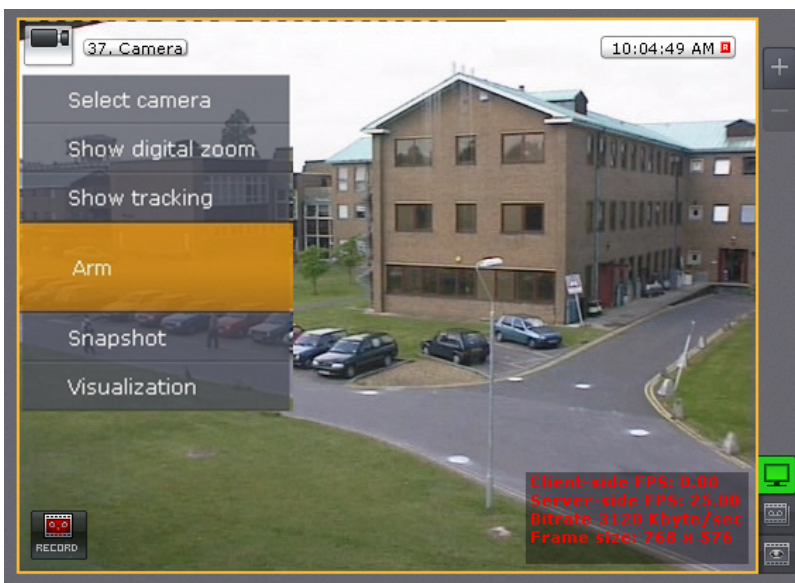 37. Camera
10:04:49 AM R
Select camera
Show digital zoom
Show tracking
Arm
Snapshot
Visualization
Client-side FPS: 0.00
Server-side FPS: 25.00
Bitrate 3128 Kbyte/sec
Frame size: 768 x 576
RECORD